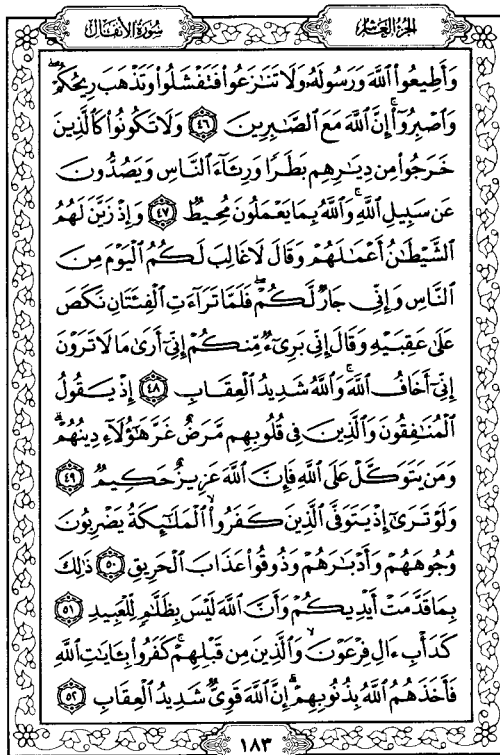 سُورَةُ الْأَنفَالِ
الجزء العاشر
وَأَطِيعُوا۟ ٱللَّهَ وَرَسُولَهُۥ وَلَا تَنَـٰزَعُوا۟ فَتَفْشَلُوا۟ وَتَذْهَبَ رِيحُكُمْ ۖ
وَٱصْبِرُوٓا۟ ۚ إِنَّ ٱللَّهَ مَعَ ٱلصَّـٰبِرِينَ ٤٦ وَلَا تَكُونُوا۟ كَٱلَّذِينَ
خَرَجُوا۟ مِن دِيَـٰرِهِم بَطَرًا وَرِئَآءَ ٱلنَّاسِ وَيَصُدُّونَ
عَن سَبِيلِ ٱللَّهِ ۚ وَٱللَّهُ بِمَا يَعْمَلُونَ مُحِيطٌ ٤٧ وَإِذْ زَيَّنَ لَهُمُ
ٱلشَّيْطَـٰنُ أَعْمَـٰلَهُمْ وَقَالَ لَا غَالِبَ لَكُمُ ٱلْيَوْمَ مِنَ
ٱلنَّاسِ وَإِنِّى جَارٌ لَّكُمْ ۖ فَلَمَّا تَرَآءَتِ ٱلْفِئَتَانِ نَكَصَ
عَلَىٰ عَقِبَيْهِ وَقَالَ إِنِّى بَرِىٓءٌ مِّنكُمْ إِنِّىٓ أَرَىٰ مَا لَا تَرَوْنَ
إِنِّىٓ أَخَافُ ٱللَّهَ ۚ وَٱللَّهُ شَدِيدُ ٱلْعِقَابِ ٤٨ إِذْ يَقُولُ
ٱلْمُنَـٰفِقُونَ وَٱلَّذِينَ فِى قُلُوبِهِم مَّرَضٌ غَرَّ هَـٰٓؤُلَآءِ دِينُهُمْ ۗ
وَمَن يَتَوَكَّلْ عَلَى ٱللَّهِ فَإِنَّ ٱللَّهَ عَزِيزٌ حَكِيمٌ ٤٩
وَلَوْ تَرَىٰٓ إِذْ يَتَوَفَّى ٱلَّذِينَ كَفَرُوا۟ ۙ ٱلْمَلَـٰٓئِكَةُ يَضْرِبُونَ
وُجُوهَهُمْ وَأَدْبَـٰرَهُمْ وَذُوقُوا۟ عَذَابَ ٱلْحَرِيقِ ٥٠ ذَٰلِكَ
بِمَا قَدَّمَتْ أَيْدِيكُمْ وَأَنَّ ٱللَّهَ لَيْسَ بِظَلَّـٰمٍ لِّلْعَبِيدِ ٥١
كَدَأْبِ ءَالِ فِرْعَوْنَ ۙ وَٱلَّذِينَ مِن قَبْلِهِمْ ۚ كَفَرُوا۟ بِـَٔايَـٰتِ ٱللَّهِ
فَأَخَذَهُمُ ٱللَّهُ بِذُنُوبِهِمْ ۗ إِنَّ ٱللَّهَ قَوِىٌّ شَدِيدُ ٱلْعِقَابِ ٥٢
١٨٣